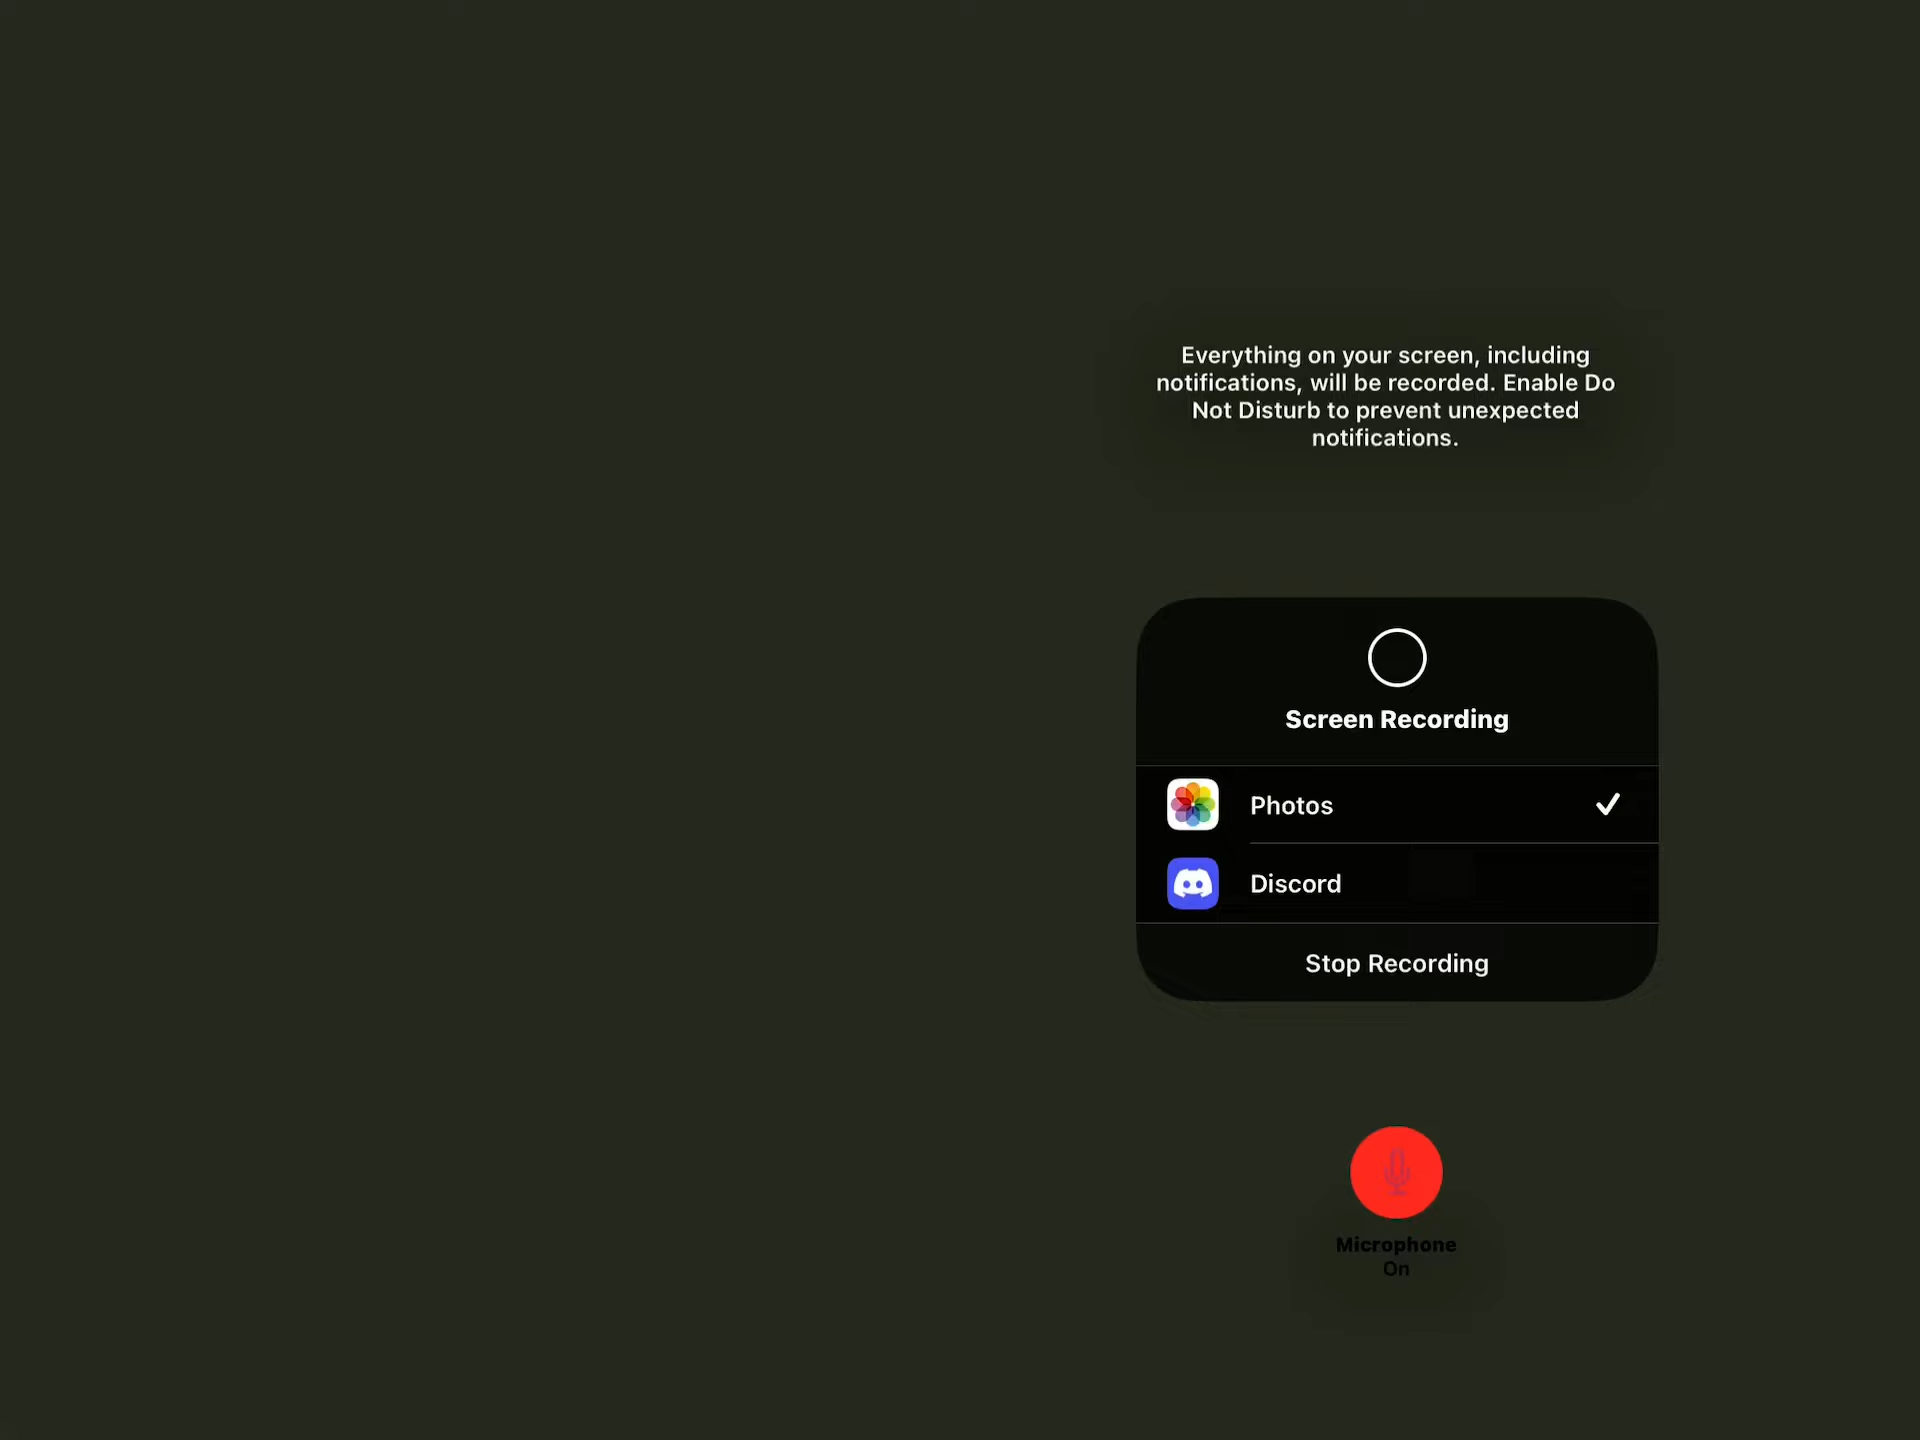 Everything on your screen, including
notifications, will be recorded. Enable Do
Not Disturb to prevent unexpected
notifications.
Screen Recording
Photos
Discord
Stop Recording
Microphone
On